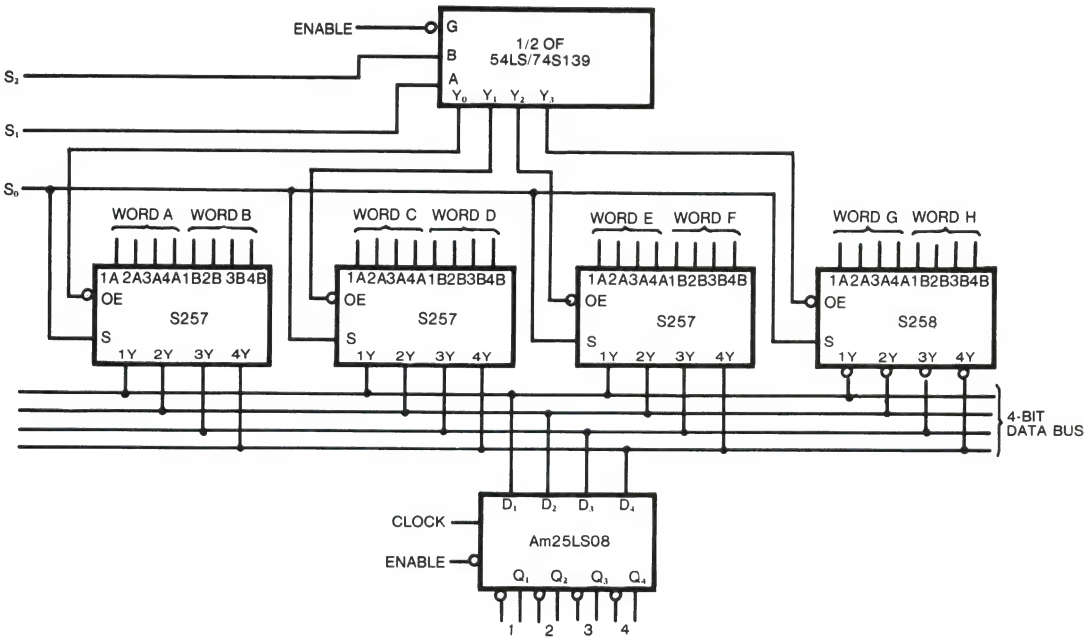 ENABLE
G
1/2 OF
54LS/74S139
B
S₂
A
Y₀ Y₁ Y₂ Y₃
S₁
S₀
WORD A WORD B
WORD C WORD D
WORD E WORD F
WORD G WORD H
1A 2A 3A 4A 1B 2B 3B 4B
OE
S257
S
1Y 2Y 3Y 4Y
1A 2A 3A 4A 1B 2B 3B 4B
OE
S257
S
1Y 2Y 3Y 4Y
1A 2A 3A 4A 1B 2B 3B 4B
OE
S257
S
1Y 2Y 3Y 4Y
1A 2A 3A 4A 1B 2B 3B 4B
OE
S258
S
1Y 2Y 3Y 4Y
4-BIT
DATA BUS
D₁ D₂ D₃ D₄
CLOCK
Am25LS08
ENABLE
Q₁ Q₂ Q₃ Q₄
1 2 3 4